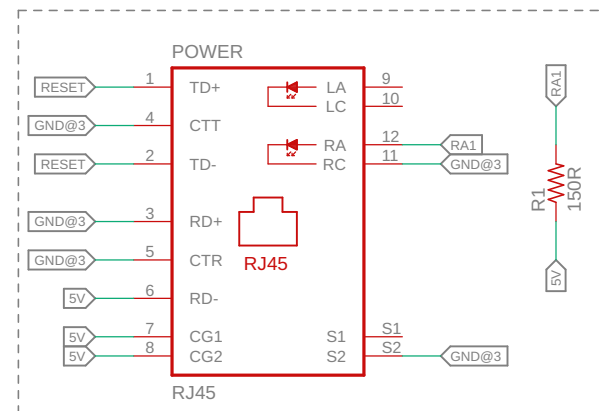 POWER
RESET 1 TD+
GND@3 4 CTT
RESET 2 TD-
GND@3 3 RD+
GND@3 5 CTR
5V 6 RD-
5V 7 CG1
5V 8 CG2
LA 9
LC 10
RA 12 RA1
RC 11 GND@3
RJ45
S1 S1
S2 S2 GND@3
RJ45
RA1
R1
150R
5V